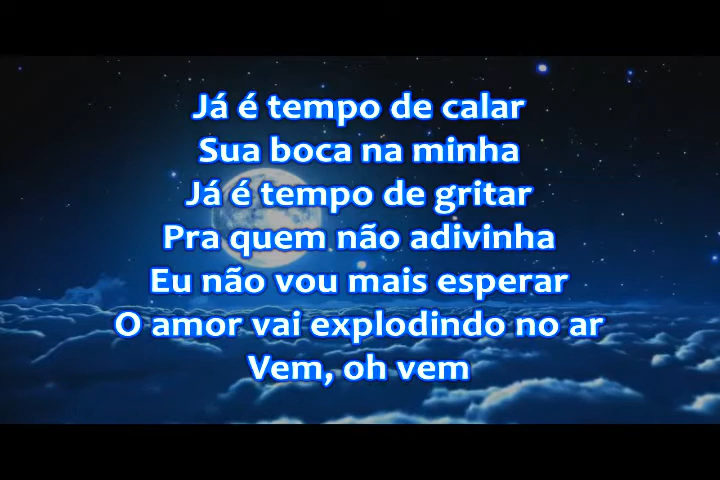 Já é tempo de calar
Sua boca na minha
Já é tempo de gritar
Pra quem não adivinha
Eu não vou mais esperar
O amor vai explodindo no ar
Vem, oh vem